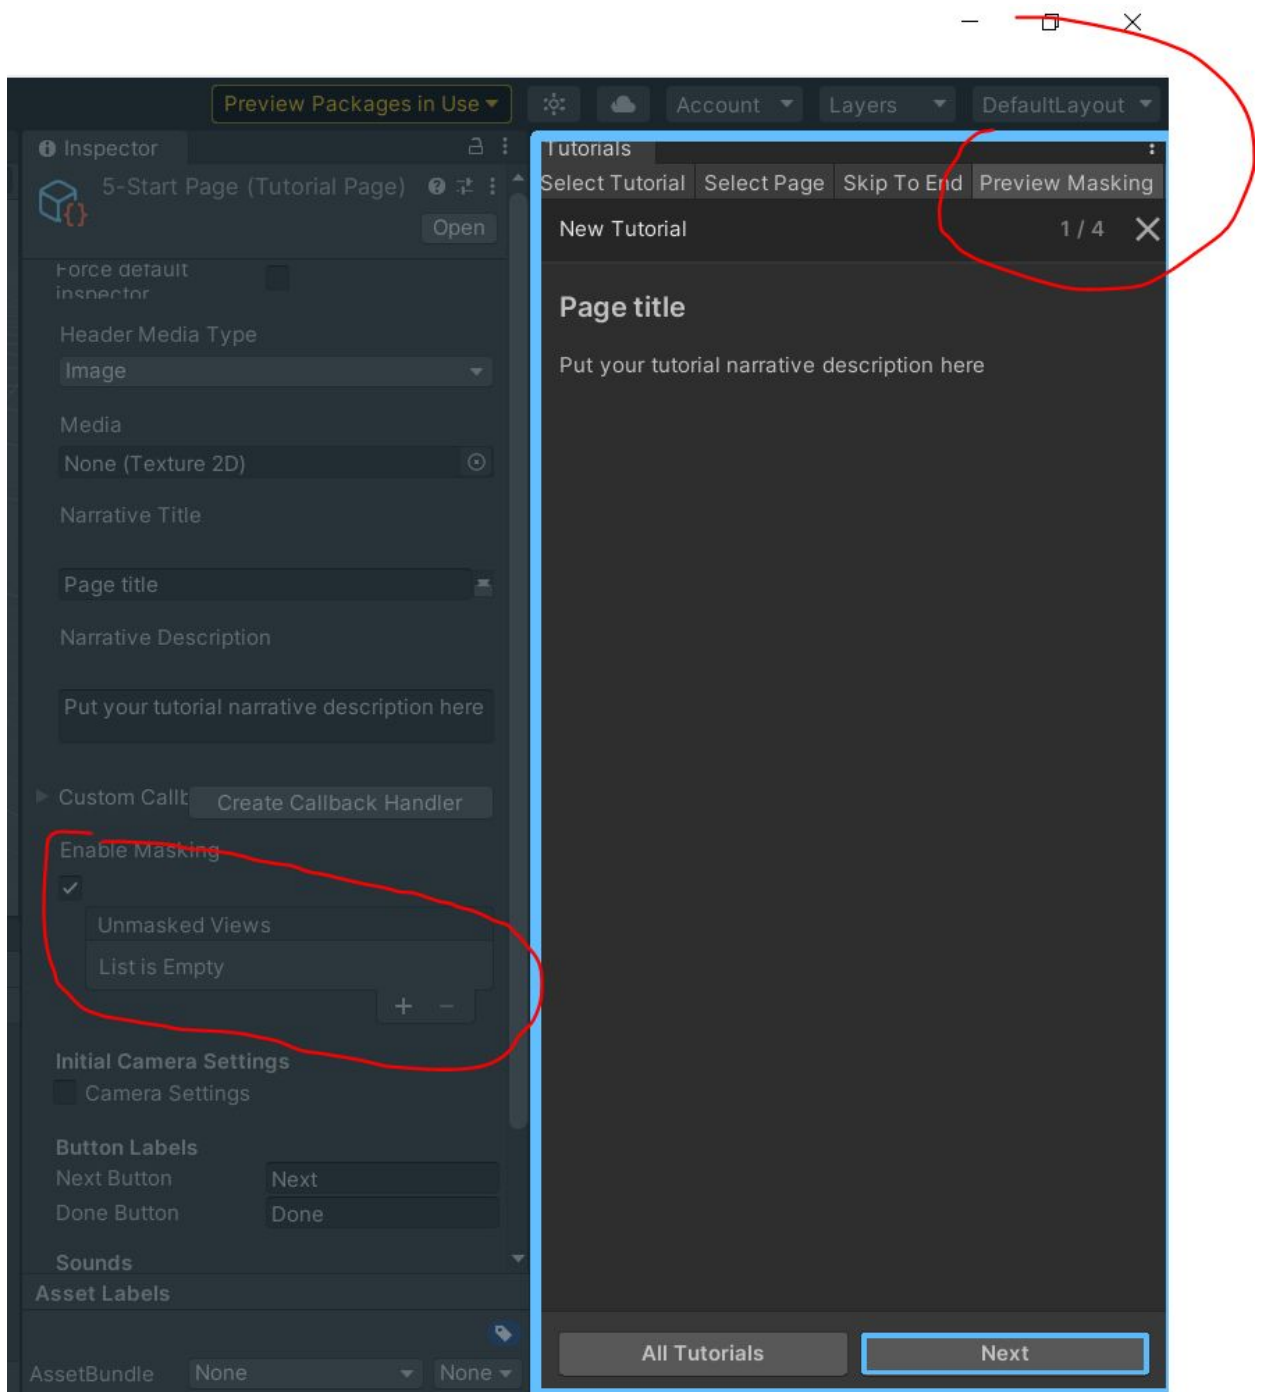 Preview Packages in Use
Account
Layers
DefaultLayout
Inspector
5-Start Page (Tutorial Page)
Open
Force default
inspector
Header Media Type
Image
Media
None (Texture 2D)
Narrative Title
Page title
Narrative Description
Put your tutorial narrative description here
Custom Callb
Create Callback Handler
Enable Masking
Unmasked Views
List is Empty
+ −
Initial Camera Settings
Camera Settings
Button Labels
Next Button Next
Done Button Done
Sounds
Asset Labels
AssetBundle None None
Tutorials
Select Tutorial Select Page Skip To End Preview Masking
New Tutorial 1 / 4
Page title
Put your tutorial narrative description here
All Tutorials Next